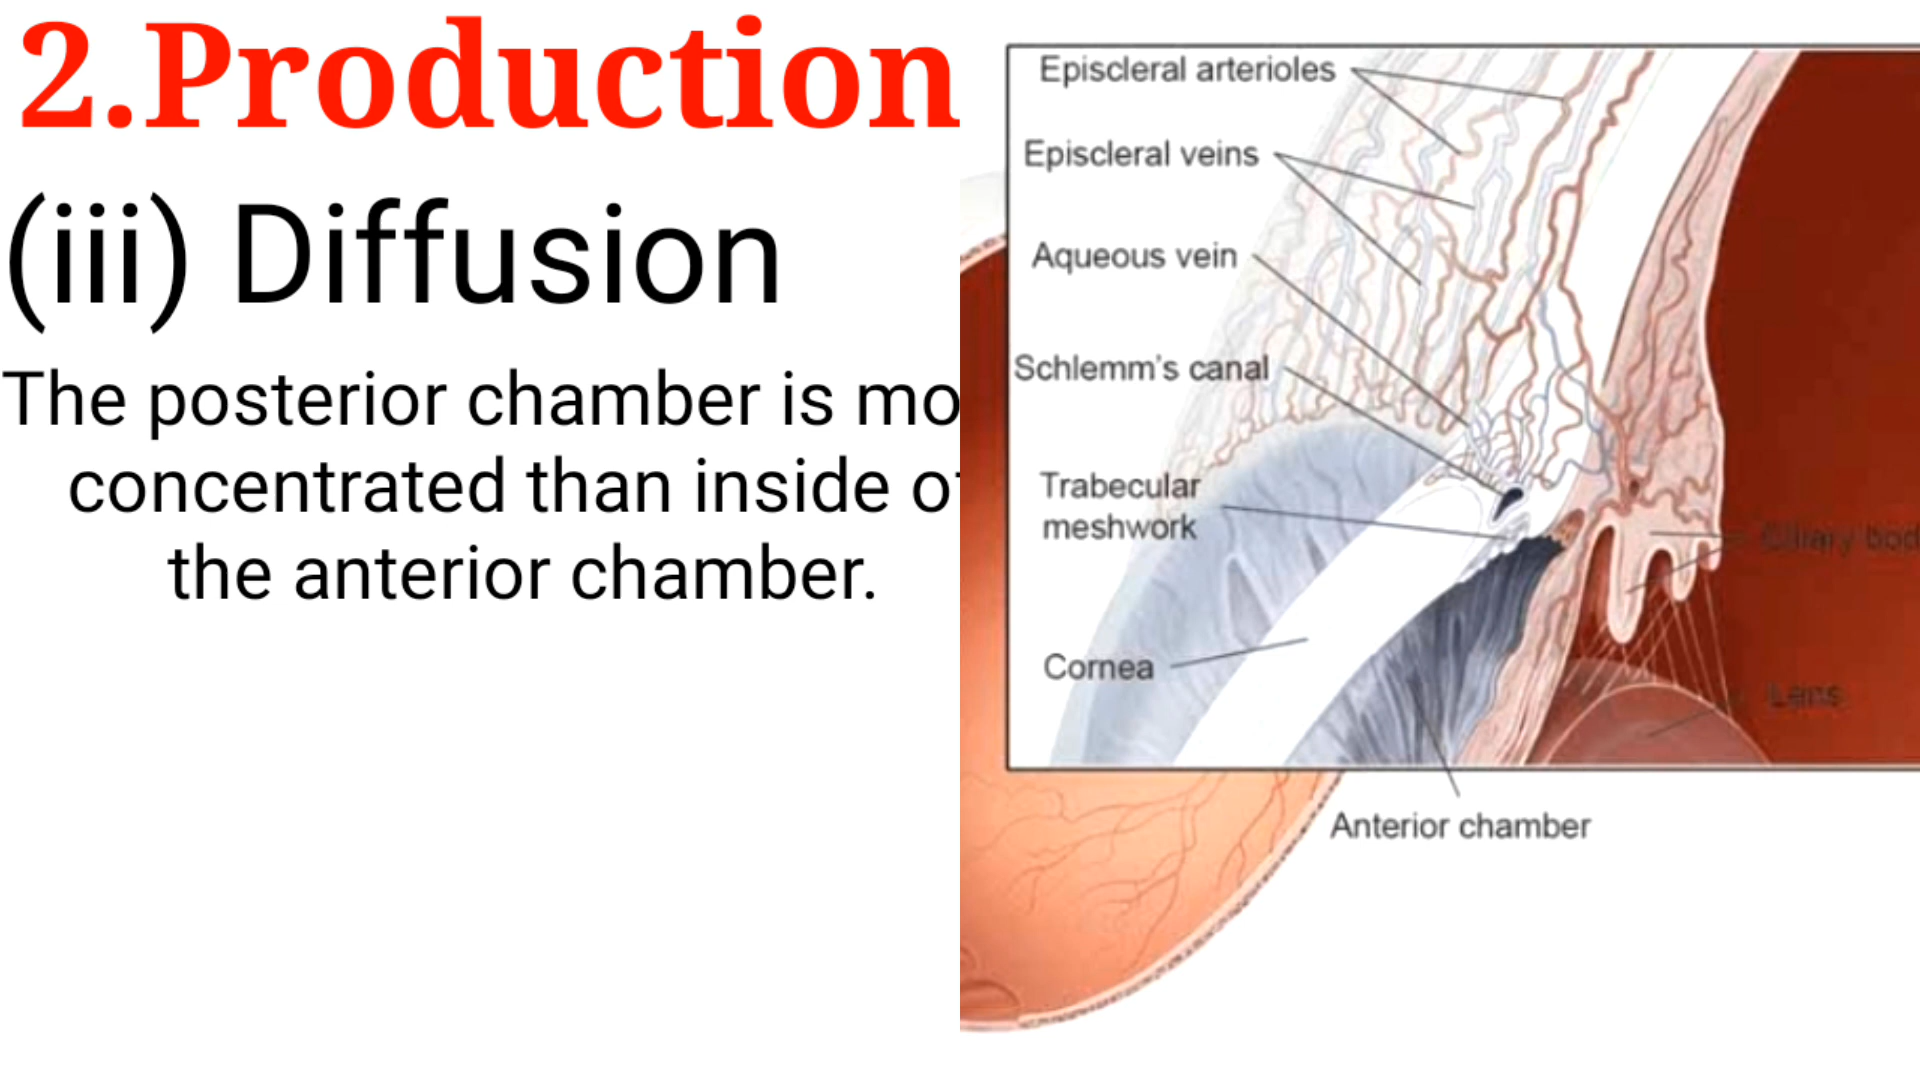 2.Production
(iii) Diffusion
The posterior chamber is mo
concentrated than inside of
the anterior chamber.
Episcleral arterioles
Episcleral veins
Aqueous vein
Schlemm's canal
Trabecular
meshwork
Cornea
Ciliary bod
Lens
Anterior chamber